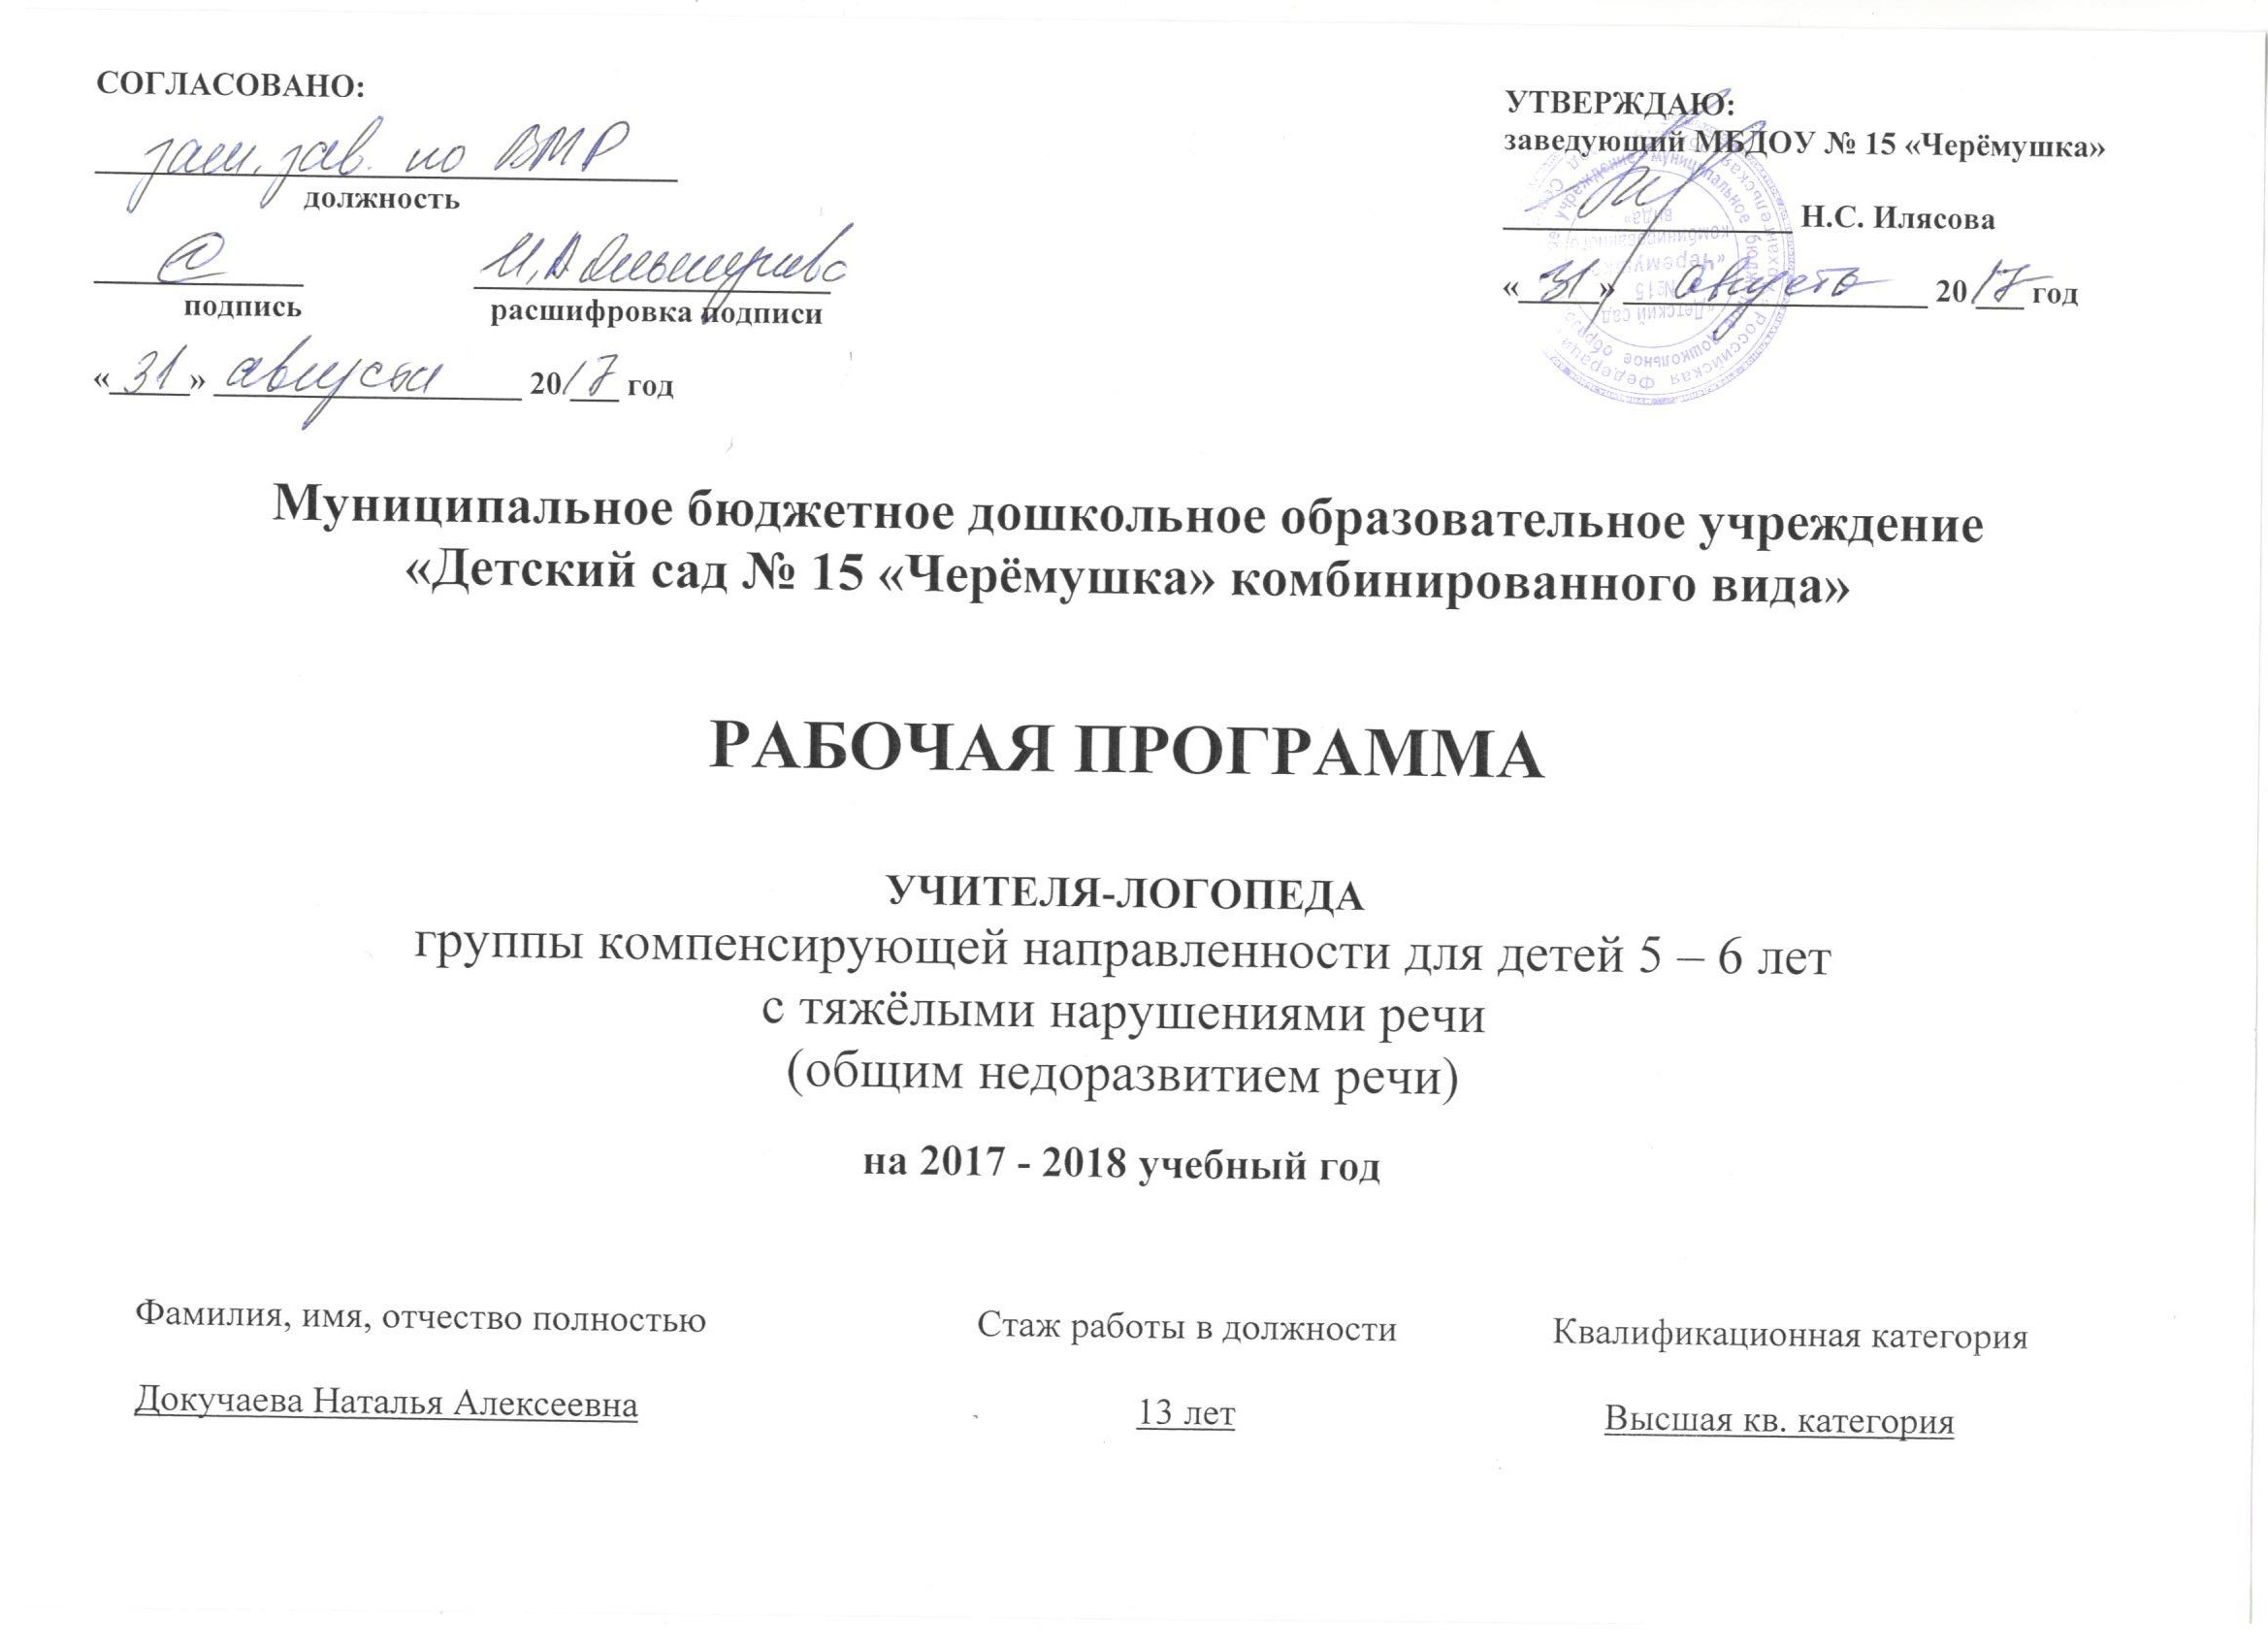 СОГЛАСОВАНО:
зам. зав. по ВМР
должность
подпись
расшифровка подписи
«31» августа 2017 год
УТВЕРЖДАЮ:
заведующий МБДОУ № 15 «Черёмушка»
Н.С. Илясова
«31» августа 2017 год
Муниципальное бюджетное дошкольное образовательное учреждение
«Детский сад № 15 «Черёмушка» комбинированного вида»
РАБОЧАЯ ПРОГРАММА
УЧИТЕЛЯ-ЛОГОПЕДА
группы компенсирующей направленности для детей 5 – 6 лет
с тяжёлыми нарушениями речи
(общим недоразвитием речи)
на 2017 - 2018 учебный год
Фамилия, имя, отчество полностью
Стаж работы в должности
Квалификационная категория
Докучаева Наталья Алексеевна
13 лет
Высшая кв. категория